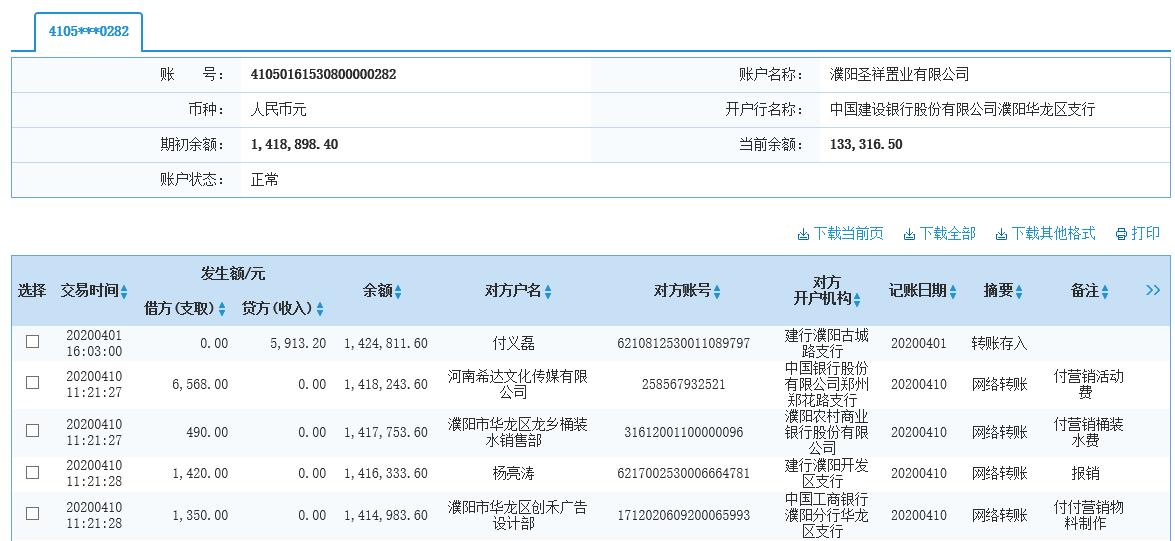 4105***0282
账 号: 41050161530800000282 账户名称: 濮阳圣祥置业有限公司
币种: 人民币元 开户行名称: 中国建设银行股份有限公司濮阳华龙区支行
期初余额: 1,418,898.40 当前余额: 133,316.50
账户状态: 正常
下载当前页 下载全部 下载其他格式 打印
选择 交易时间 发生额/元 借方(支取) 贷方(收入) 余额 对方户名 对方账号 对方
开户机构 记账日期 摘要 备注 >>
20200401
16:03:00 0.00 5,913.20 1,424,811.60 付义磊 6210812530011089797 建行濮阳古城
路支行 20200401 转账存入
20200410
11:21:27 6,568.00 0.00 1,418,243.60 河南希达文化传媒有限
公司 258567932521 中国银行股份
有限公司郑州
郑花路支行 20200410 网络转账 付营销活动
费
20200410
11:21:27 490.00 0.00 1,417,753.60 濮阳市华龙区龙乡桶装
水销售部 31612001100000096 濮阳农村商业
银行股份有限
公司 20200410 网络转账 付营销桶装
水费
20200410
11:21:28 1,420.00 0.00 1,416,333.60 杨亮涛 6217002530006664781 建行濮阳开发
区支行 20200410 网络转账 报销
20200410
11:21:28 1,350.00 0.00 1,414,983.60 濮阳市华龙区创禾广告
设计部 1712020609200065993 中国工商银行
濮阳分行华龙
区支行 20200410 网络转账 付付营销物
料制作